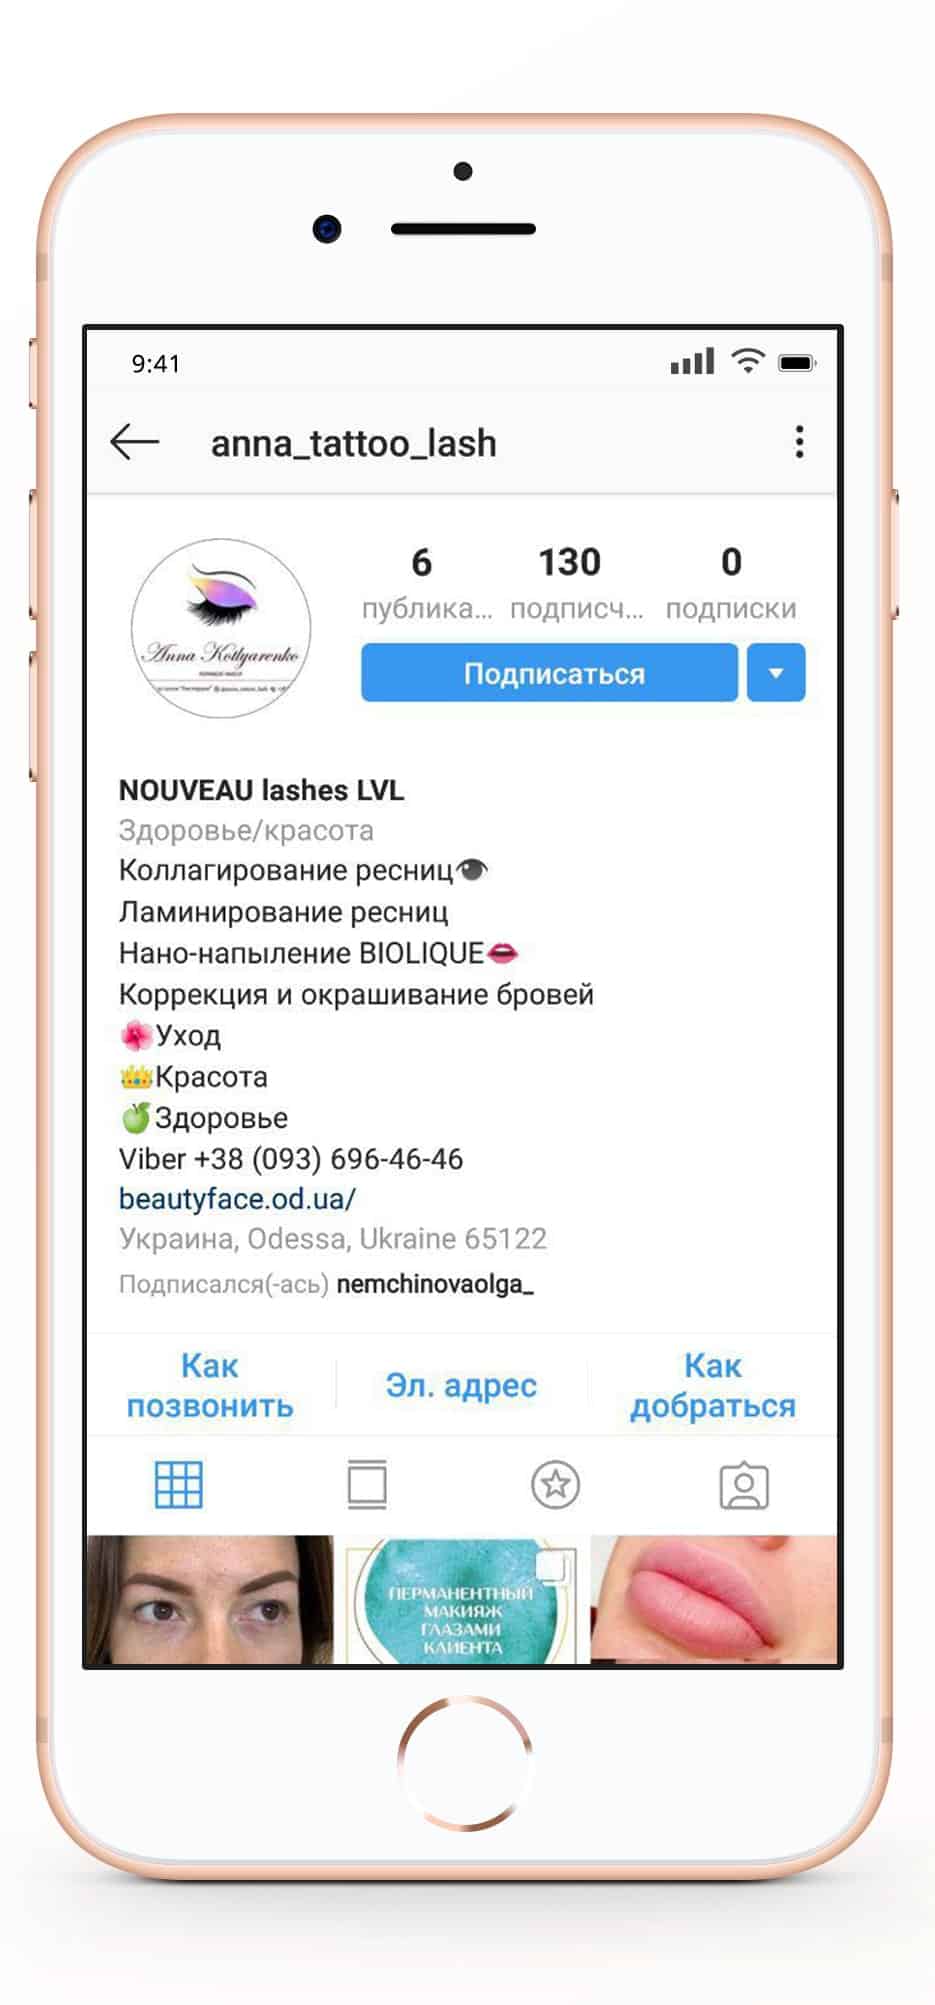 9:41
anna_tattoo_lash
6
130
0
публика...
подписч...
подписки
Anna Kotlyarenko
Подписаться
NOUVEAU lashes LVL
Здоровье/красота
Коллагирование ресниц
Ламинирование ресниц
Нано-напыление BIOLIQUE
Коррекция и окрашивание бровей
Уход
Красота
Здоровье
Viber +38 (093) 696-46-46
beautyface.od.ua/
Украина, Odessa, Ukraine 65122
Подписался(-ась) nemchinovaolga_
Как позвонить
Эл. адрес
Как добраться
ПЕРМАНЕНТНЫЙ
МАКИЯЖ
ГЛАЗАМИ
КЛИЕНТА